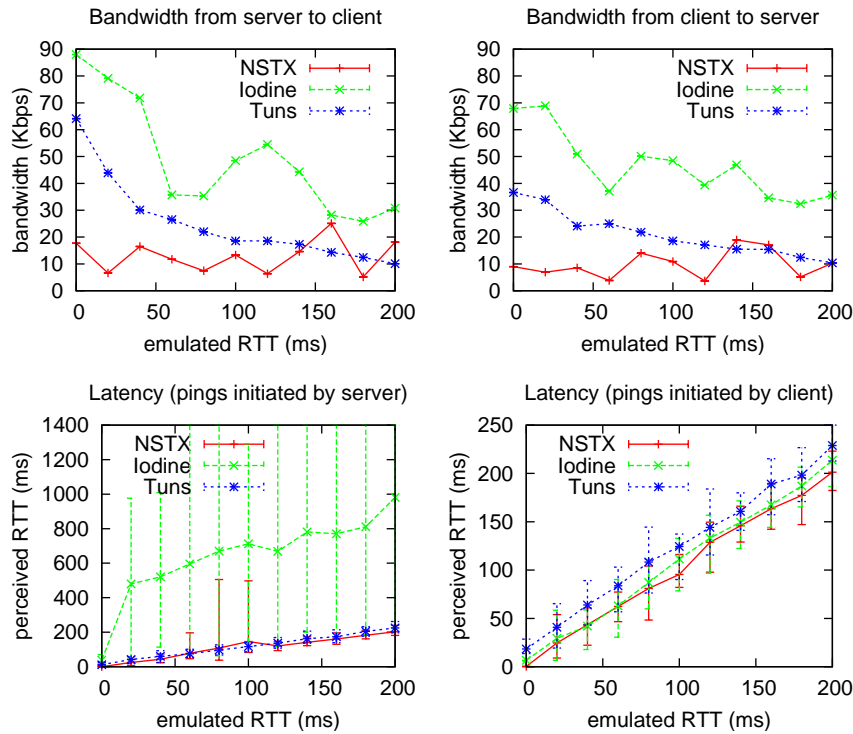 Bandwidth from server to client
bandwidth (Kbps)
90
80
70
60
50
40
30
20
10
0
NSTX
Iodine
Tuns
0 50 100 150 200
emulated RTT (ms)
Bandwidth from client to server
bandwidth (Kbps)
90
80
70
60
50
40
30
20
10
0
NSTX
Iodine
Tuns
0 50 100 150 200
emulated RTT (ms)
Latency (pings initiated by server)
perceived RTT (ms)
1400
1200
1000
800
600
400
200
0
NSTX
Iodine
Tuns
0 50 100 150 200
emulated RTT (ms)
Latency (pings initiated by client)
perceived RTT (ms)
250
200
150
100
50
0
NSTX
Iodine
Tuns
0 50 100 150 200
emulated RTT (ms)